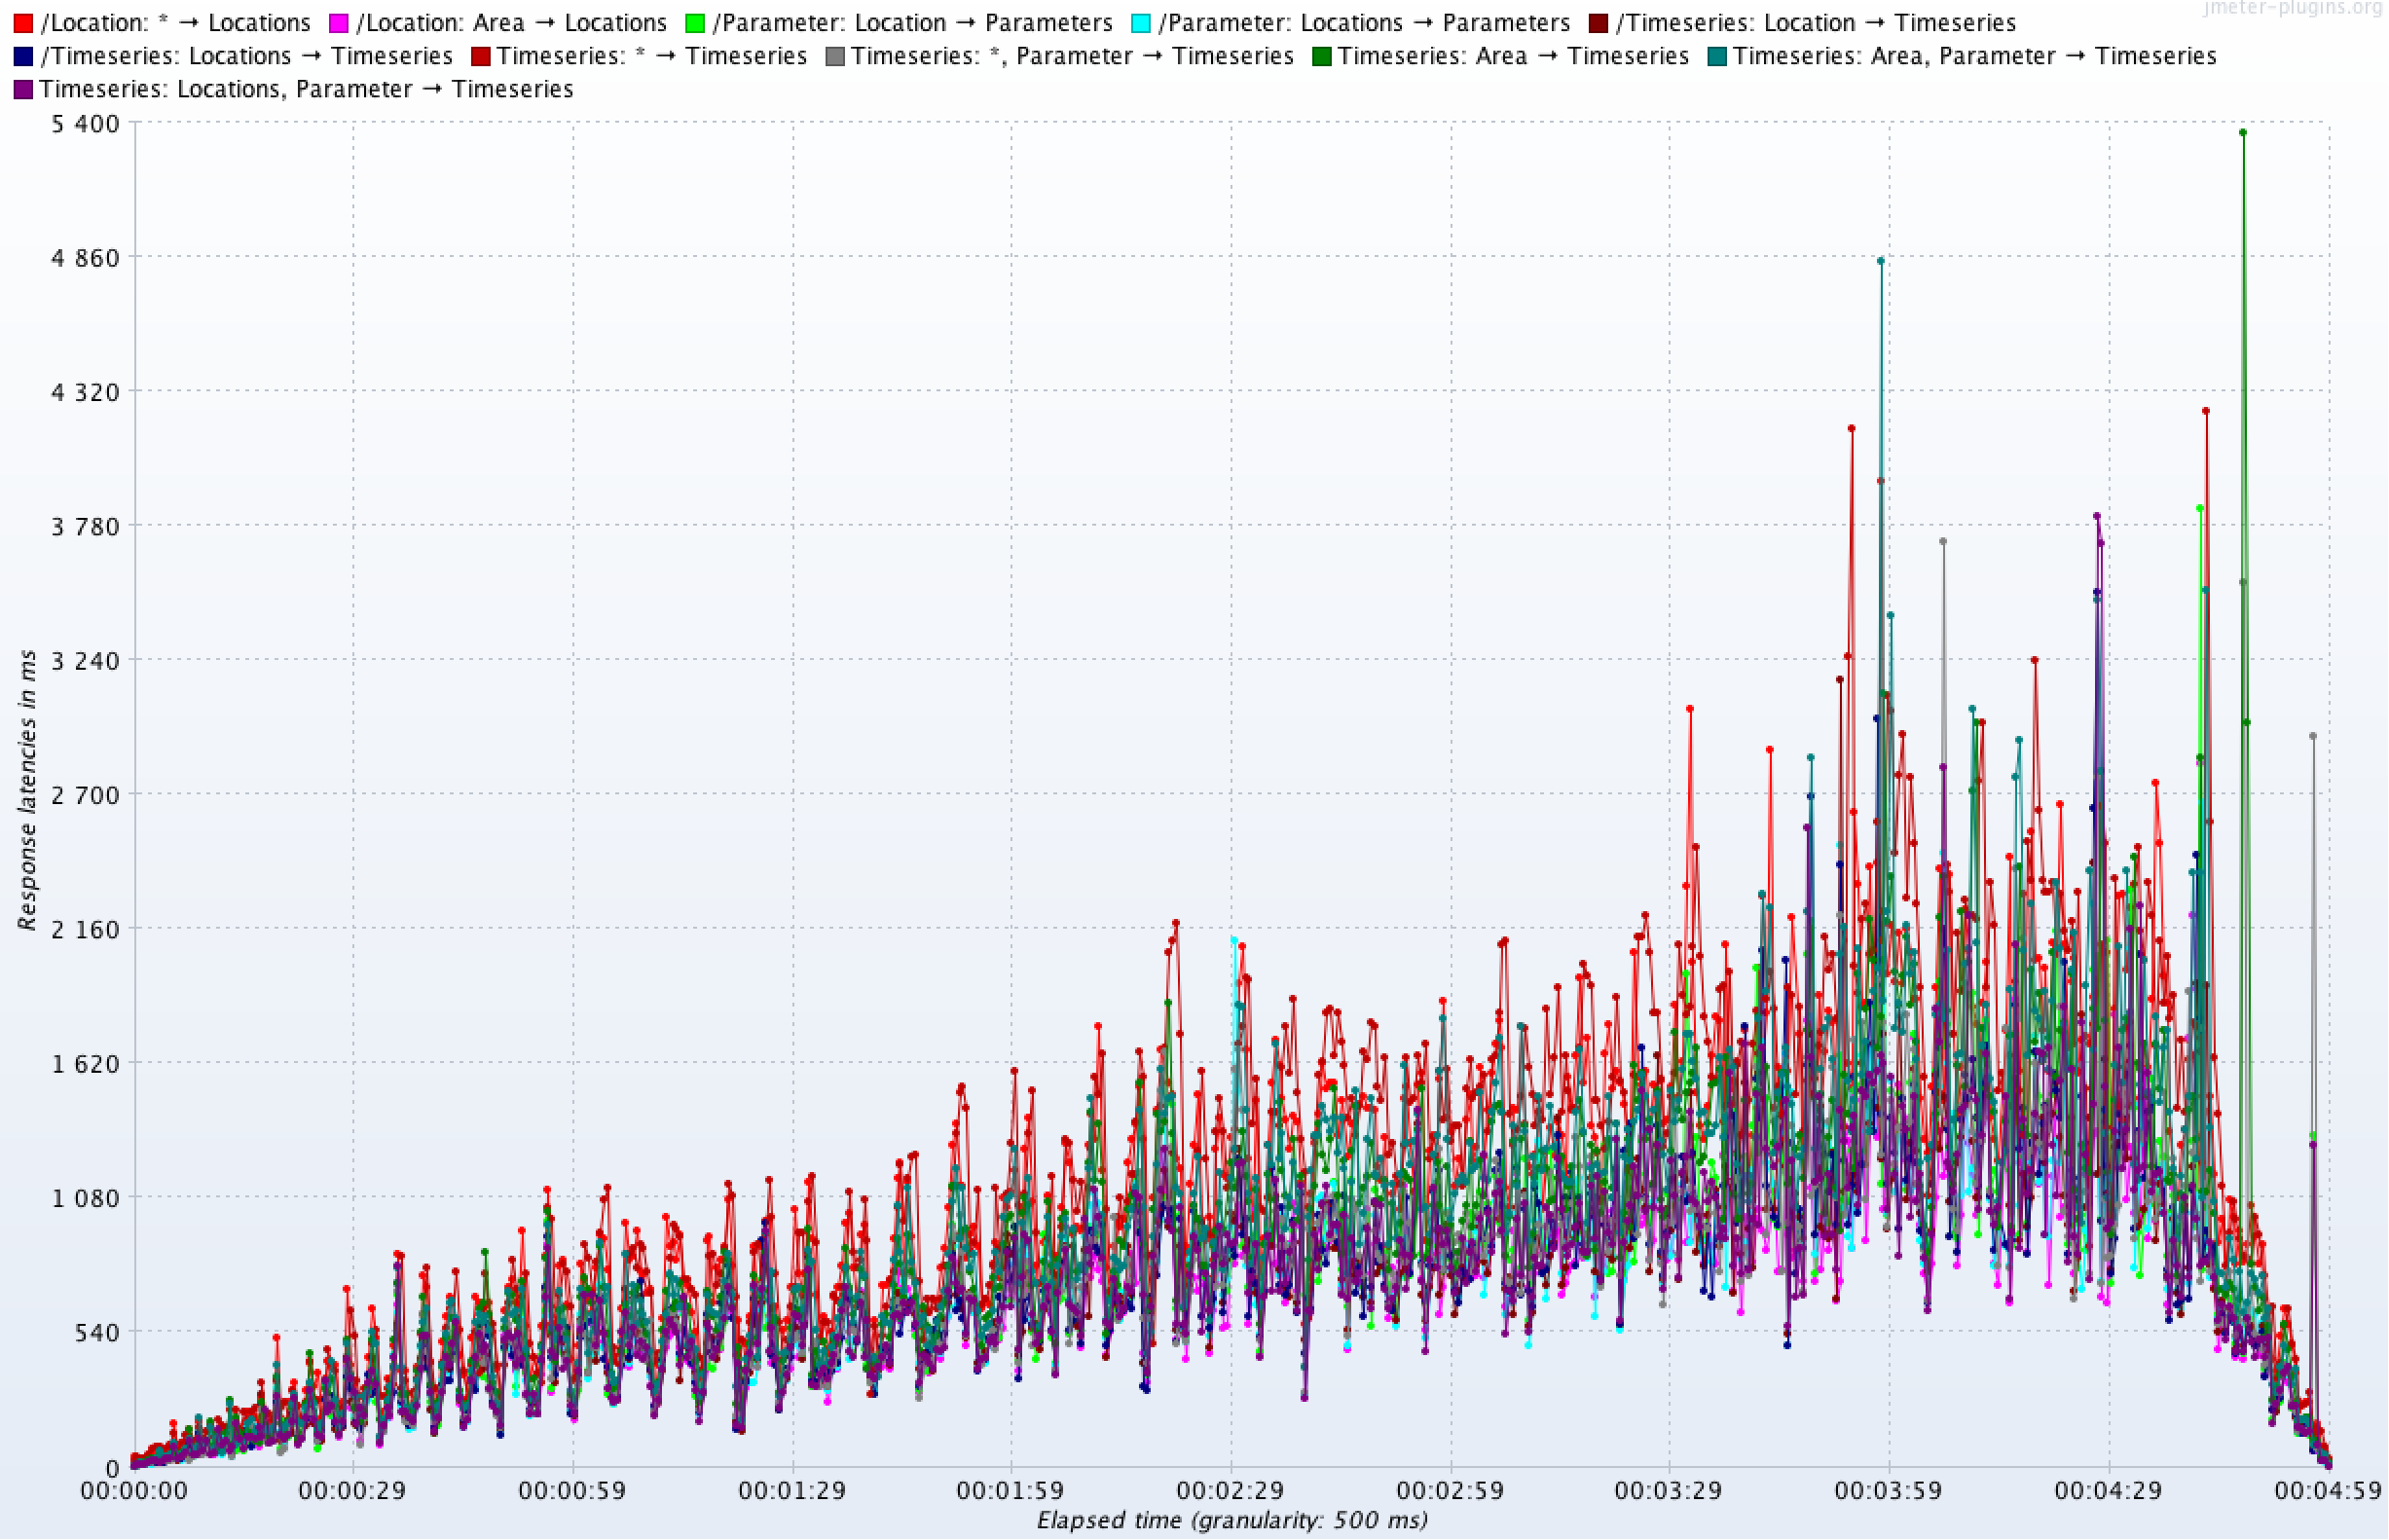 jmeter-plugins.org
/Location: * → Locations /Location: Area → Locations /Parameter: Location → Parameters /Parameter: Locations → Parameters /Timeseries: Location → Timeseries
/Timeseries: Locations → Timeseries Timeseries: * → Timeseries Timeseries: *, Parameter → Timeseries Timeseries: Area → Timeseries Timeseries: Area, Parameter → Timeseries
Timeseries: Locations, Parameter → Timeseries
5 400
4 860
4 320
3 780
3 240
2 700
2 160
1 620
1 080
540
0
Response latencies in ms
00:00:00 00:00:29 00:00:59 00:01:29 00:01:59 00:02:29 00:02:59 00:03:29 00:03:59 00:04:29 00:04:59
Elapsed time (granularity: 500 ms)